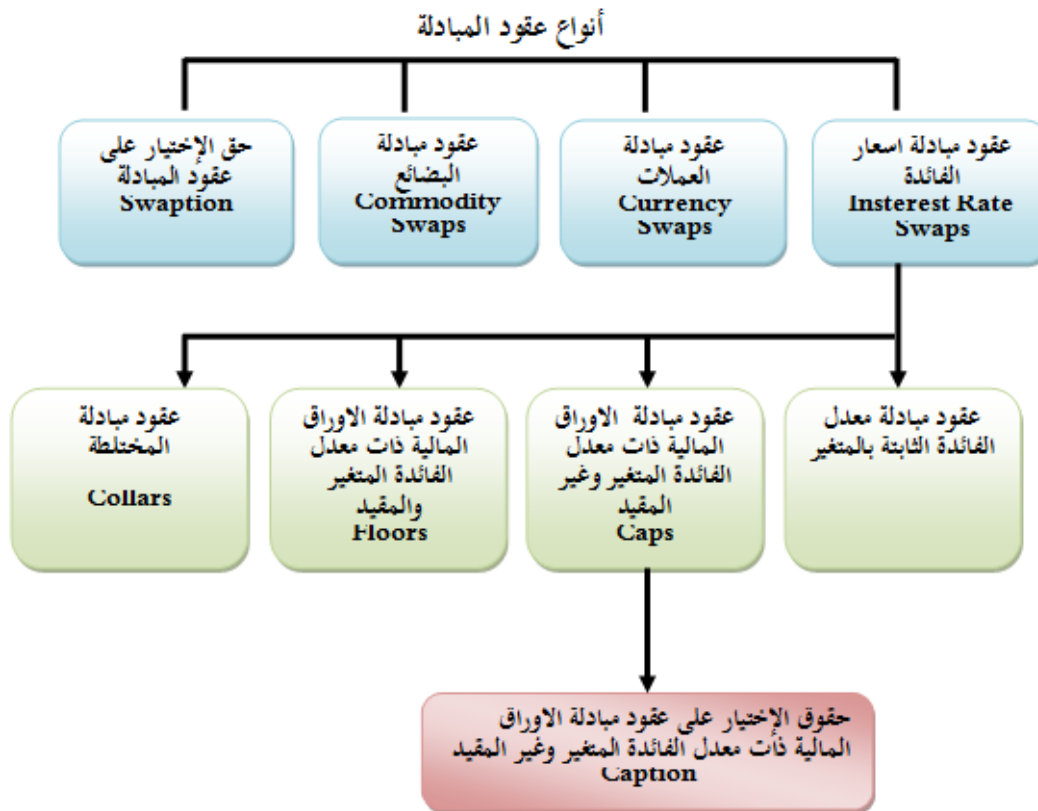 أنواع عقود المبادلة
عقود مبادلة اسعار
الفائدة
Insterest Rate
Swaps
عقود مبادلة
العملات
Currency
Swaps
عقود مبادلة
البضائع
Commodity
Swaps
حق الإختيار على
عقود المبادلة
Swaption
عقود مبادلة معدل
الفائدة الثابتة بالمتغير
عقود مبادلة الاوراق
المالية ذات معدل
الفائدة المتغير وغير
المقيد
Caps
عقود مبادلة الاوراق
المالية ذات معدل
الفائدة المتغير
والمقيد
Floors
عقود مبادلة
المختلطة
Collars
حقوق الإختيار على عقود مبادلة الاوراق
المالية ذات معدل الفائدة المتغير وغير المقيد
Caption